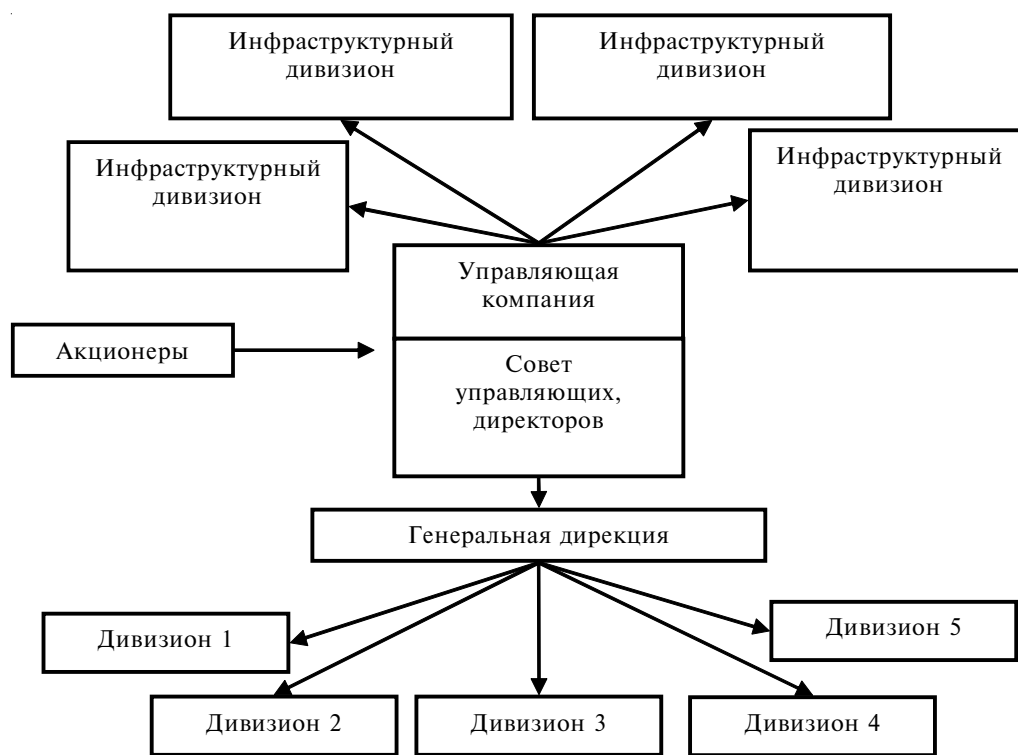 Инфраструктурный
дивизион
Инфраструктурный
дивизион
Инфраструктурный
дивизион
Инфраструктурный
дивизион
Управляющая
компания
Акционеры
Совет
управляющих,
директоров
Генеральная дирекция
Дивизион 1
Дивизион 5
Дивизион 2
Дивизион 3
Дивизион 4